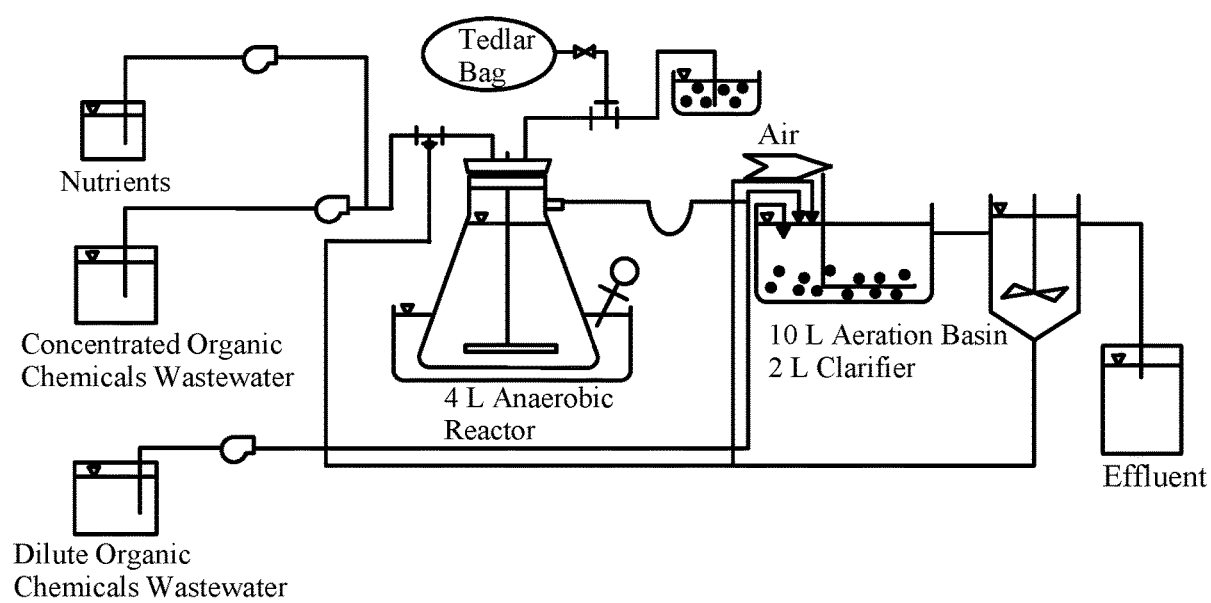 Tedlar
Bag
Air
Nutrients
Concentrated Organic
Chemicals Wastewater
10 L Aeration Basin
2 L Clarifier
4 L Anaerobic
Reactor
Effluent
Dilute Organic
Chemicals Wastewater